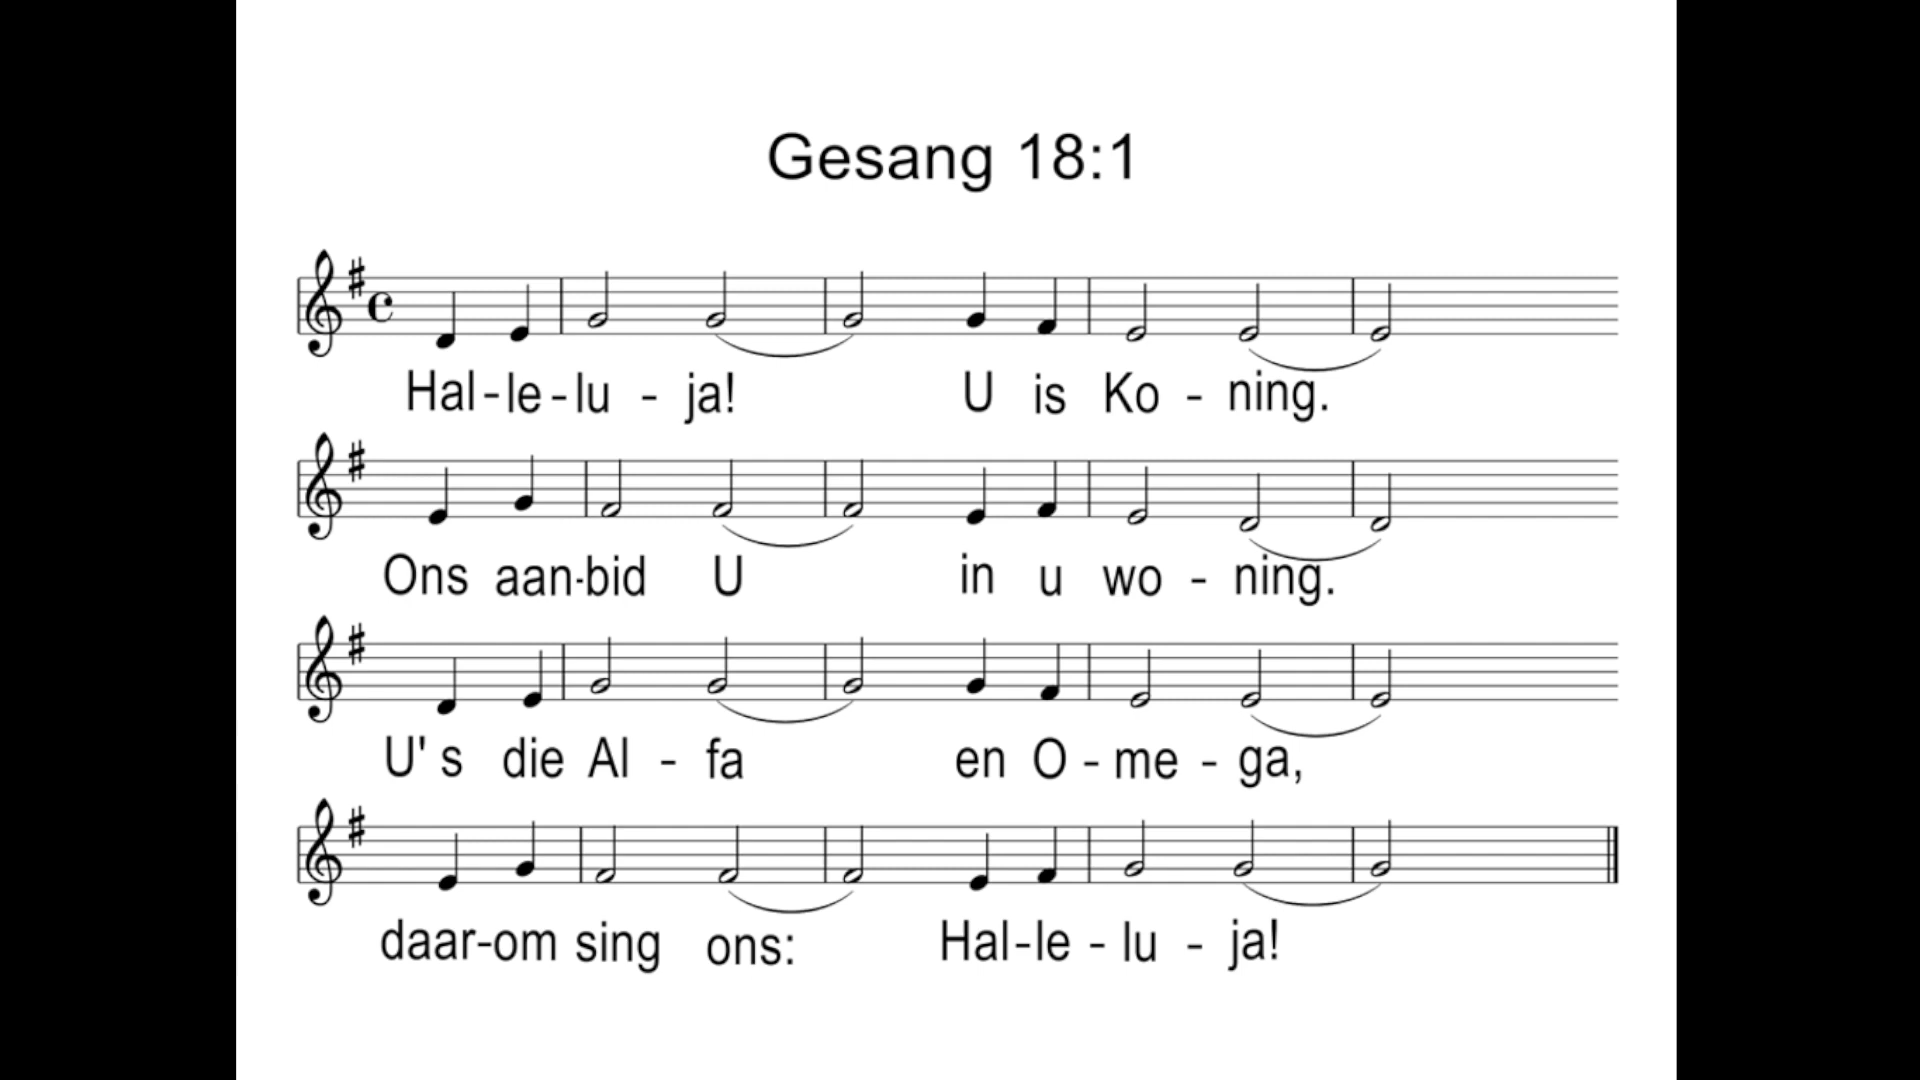 Gesang 18:1
Hal-le-lu - ja! U is Ko - ning.
Ons aan-bid U in u wo - ning.
U's die Al - fa en O - me - ga,
daar-om sing ons: Hal-le - lu - ja!